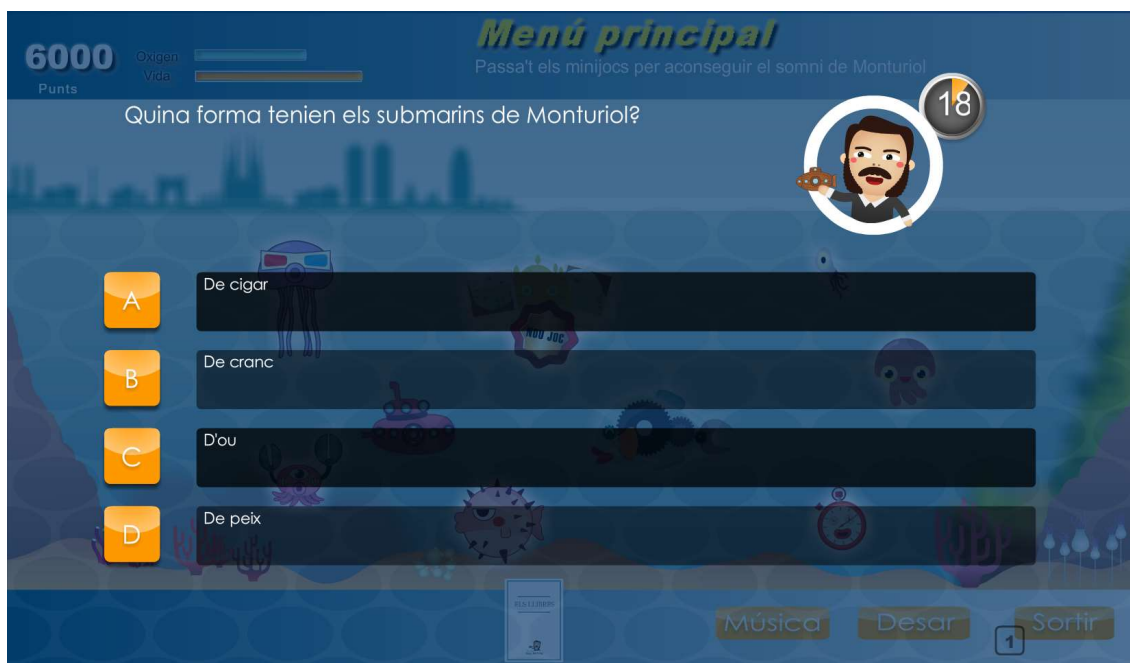 6000
Punts
Oxigen
Vida
Menú principal
Passa't els minijocs per aconseguir el somni de Monturiol
18
Quina forma tenien els submarins de Monturiol?
NOU JOC
A
De cigar
B
De cranc
C
D'ou
D
De peix
Música
Desar
Sortir
1